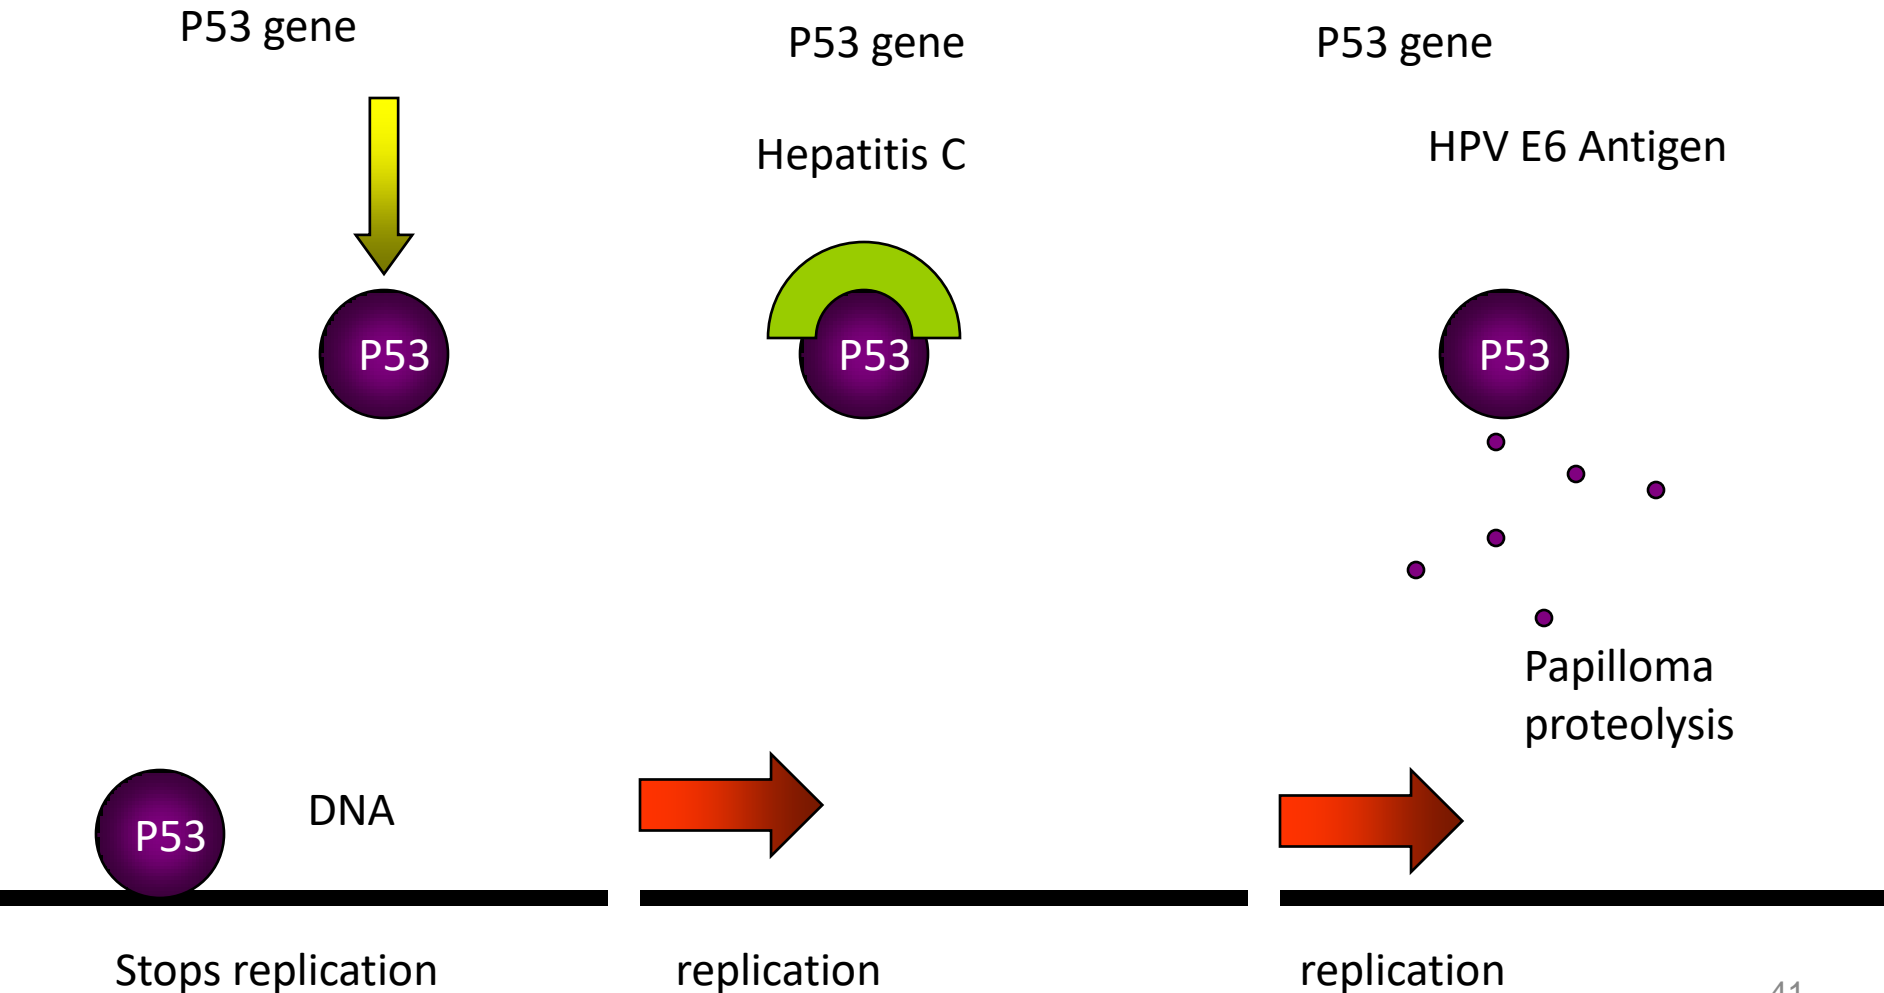 P53 gene
P53
P53
DNA
Stops replication
P53 gene
Hepatitis C
P53
replication
P53 gene
HPV E6 Antigen
P53
Papilloma
proteolysis
replication
41